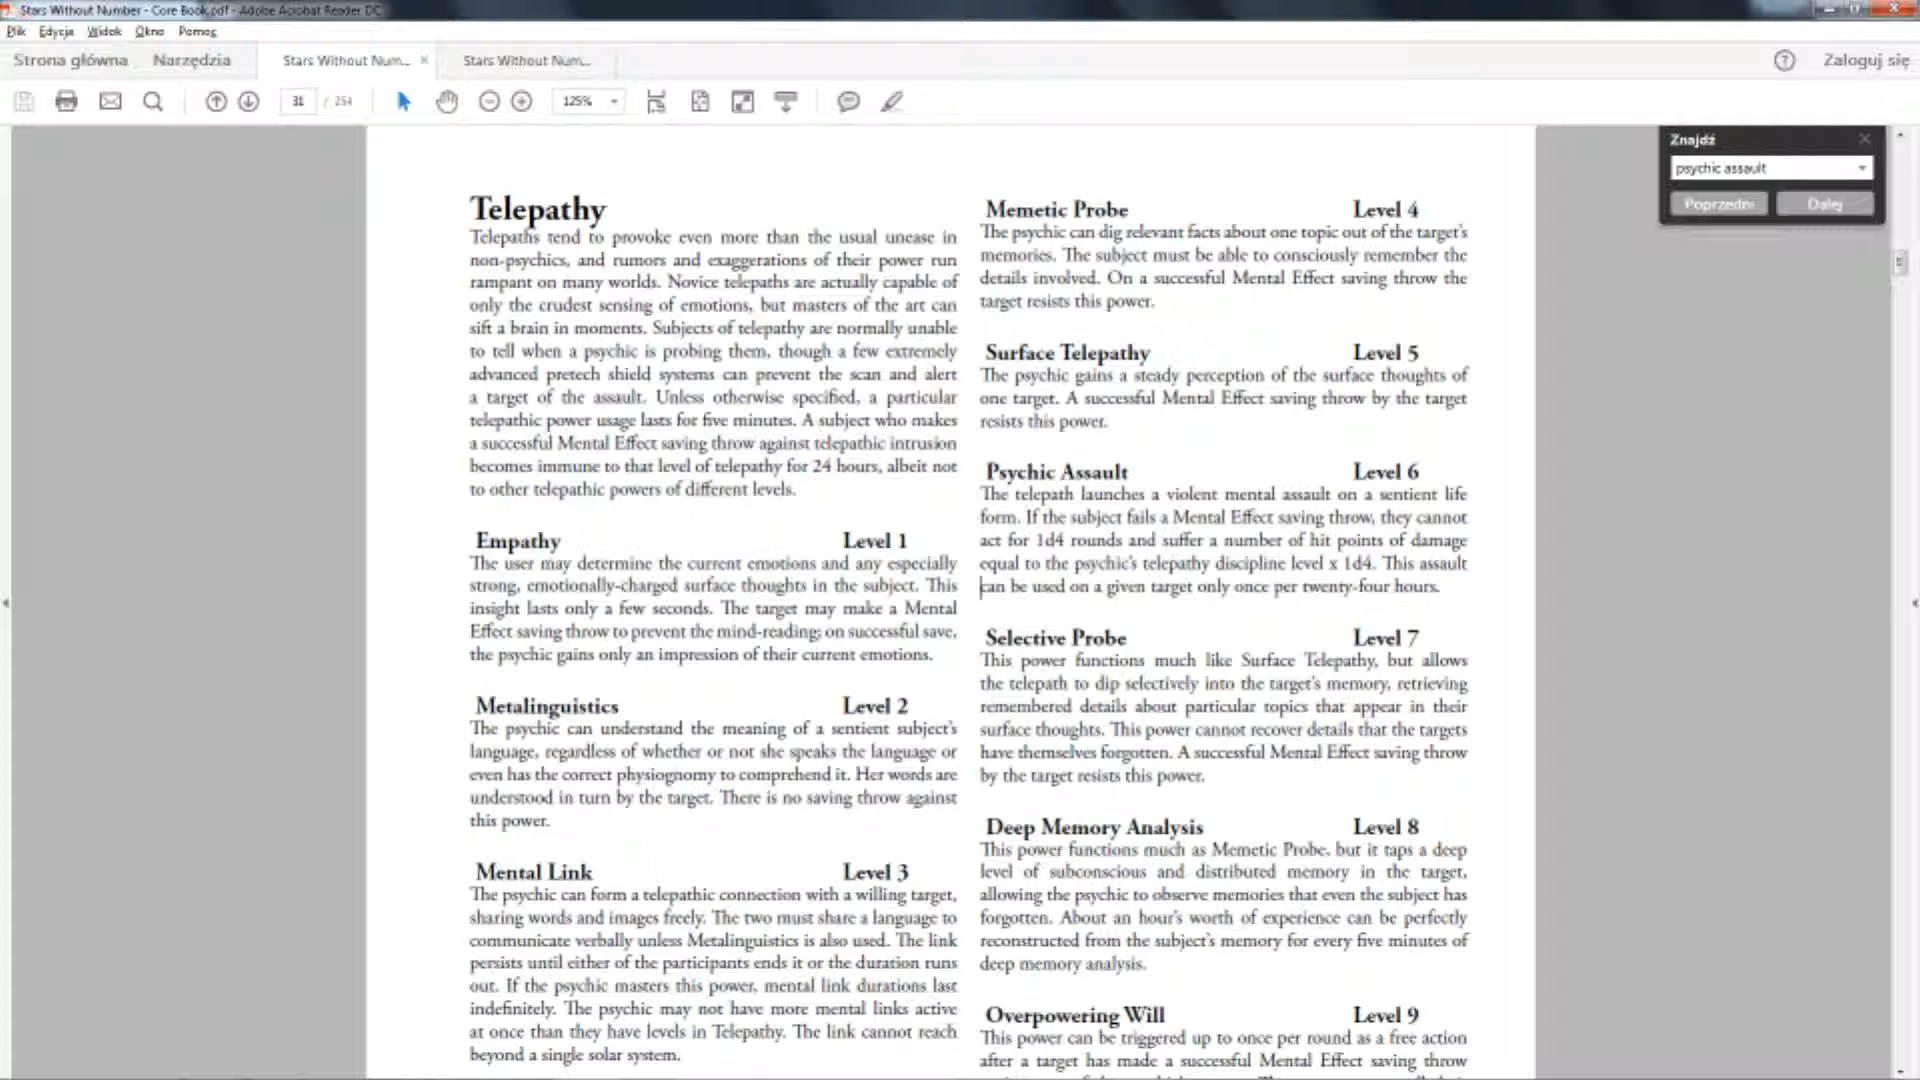 Stars Without Number - Core Book.pdf - Adobe Acrobat Reader DC
Plik Edycja Widok Okno Pomoc
Strona główna Narzędzia Stars Without Num... × Stars Without Num... Zaloguj się
31 / 254 125%
Znajdź
psychic assault
Poprzedni Dalej
Telepathy
Telepaths tend to provoke even more than the usual unease in
non-psychics, and rumors and exaggerations of their power run
rampant on many worlds. Novice telepaths are actually capable of
only the crudest sensing of emotions, but masters of the art can
sift a brain in moments. Subjects of telepathy are normally unable
to tell when a psychic is probing them, though a few extremely
advanced pretech shield systems can prevent the scan and alert
a target of the assault. Unless otherwise specified, a particular
telepathic power usage lasts for five minutes. A subject who makes
a successful Mental Effect saving throw against telepathic intrusion
becomes immune to that level of telepathy for 24 hours, albeit not
to other telepathic powers of different levels.
Empathy Level 1
The user may determine the current emotions and any especially
strong, emotionally-charged surface thoughts in the subject. This
insight lasts only a few seconds. The target may make a Mental
Effect saving throw to prevent the mind-reading; on successful save,
the psychic gains only an impression of their current emotions.
Metalinguistics Level 2
The psychic can understand the meaning of a sentient subject's
language, regardless of whether or not she speaks the language or
even has the correct physiognomy to comprehend it. Her words are
understood in turn by the target. There is no saving throw against
this power.
Mental Link Level 3
The psychic can form a telepathic connection with a willing target,
sharing words and images freely. The two must share a language to
communicate verbally unless Metalinguistics is also used. The link
persists until either of the participants ends it or the duration runs
out. If the psychic masters this power, mental link durations last
indefinitely. The psychic may not have more mental links active
at once than they have levels in Telepathy. The link cannot reach
beyond a single solar system.
Memetic Probe Level 4
The psychic can dig relevant facts about one topic out of the target's
memories. The subject must be able to consciously remember the
details involved. On a successful Mental Effect saving throw the
target resists this power.
Surface Telepathy Level 5
The psychic gains a steady perception of the surface thoughts of
one target. A successful Mental Effect saving throw by the target
resists this power.
Psychic Assault Level 6
The telepath launches a violent mental assault on a sentient life
form. If the subject fails a Mental Effect saving throw, they cannot
act for 1d4 rounds and suffer a number of hit points of damage
equal to the psychic's telepathy discipline level x 1d4. This assault
can be used on a given target only once per twenty-four hours.
Selective Probe Level 7
This power functions much like Surface Telepathy, but allows
the telepath to dip selectively into the target's memory, retrieving
remembered details about particular topics that appear in their
surface thoughts. This power cannot recover details that the targets
have themselves forgotten. A successful Mental Effect saving throw
by the target resists this power.
Deep Memory Analysis Level 8
This power functions much as Memetic Probe, but it taps a deep
level of subconscious and distributed memory in the target,
allowing the psychic to observe memories that even the subject has
forgotten. About an hour's worth of experience can be perfectly
reconstructed from the subject's memory for every five minutes of
deep memory analysis.
Overpowering Will Level 9
This power can be triggered up to once per round as a free action
after a target has made a successful Mental Effect saving throw